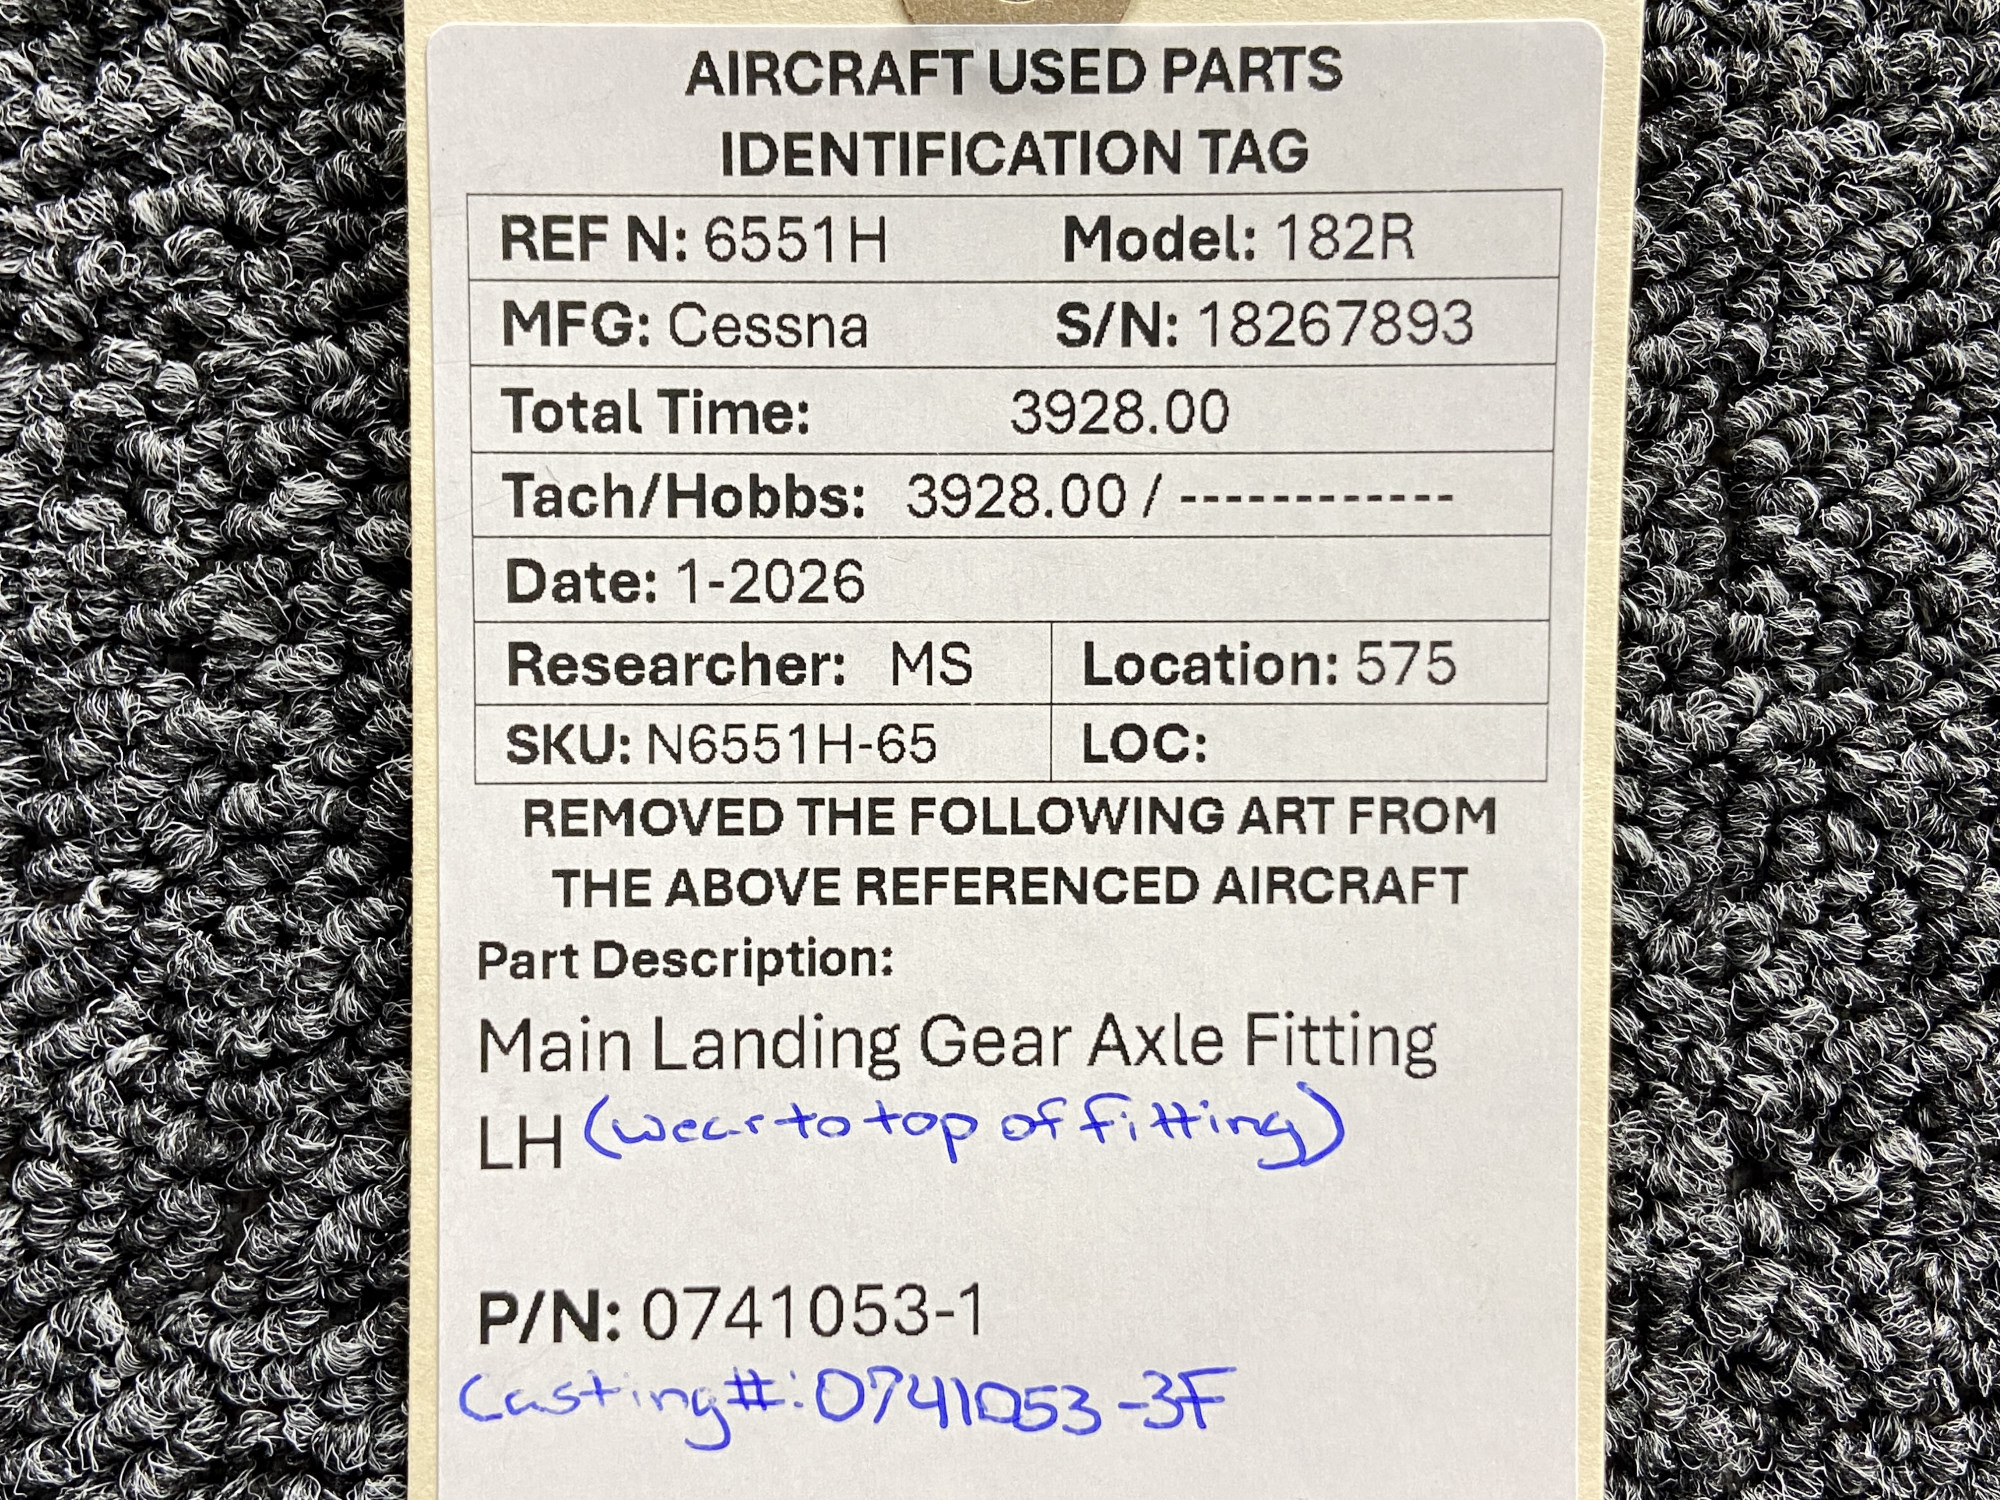 AIRCRAFT USED PARTS
IDENTIFICATION TAG
REF N: 6551H Model: 182R
MFG: Cessna S/N: 18267893
Total Time: 3928.00
Tach/Hobbs: 3928.00 / ------------
Date: 1-2026
Researcher: MS Location: 575
SKU: N6551H-65 LOC:
REMOVED THE FOLLOWING ART FROM
THE ABOVE REFERENCED AIRCRAFT
Part Description:
Main Landing Gear Axle Fitting
LH (wear to top of fitting)
P/N: 0741053-1
Casting#: 0741053-3F